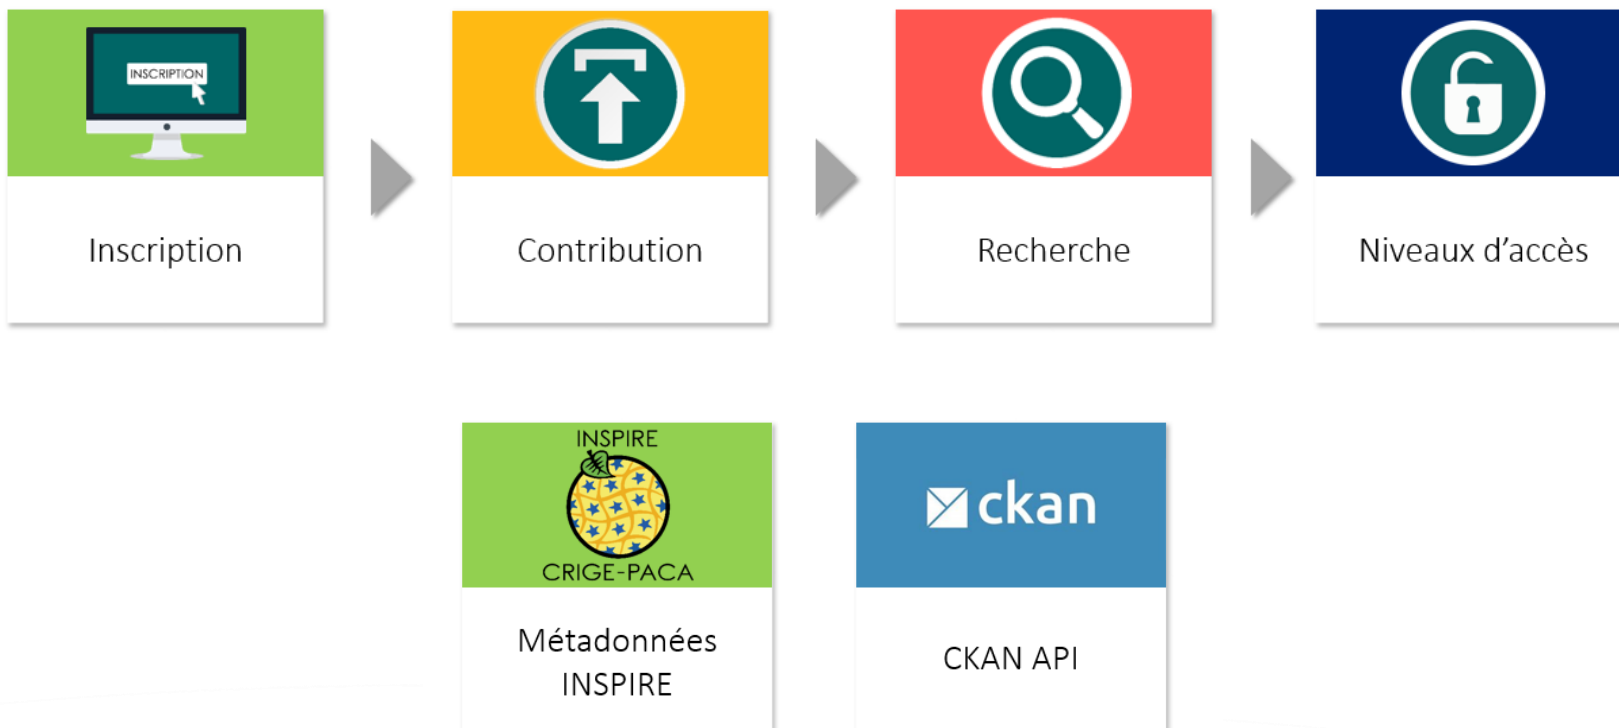 INSCRIPTION
Inscription
Contribution
Recherche
Niveaux d’accès
INSPIRE
CRIGE-PACA
Métadonnées
INSPIRE
ckan
CKAN API